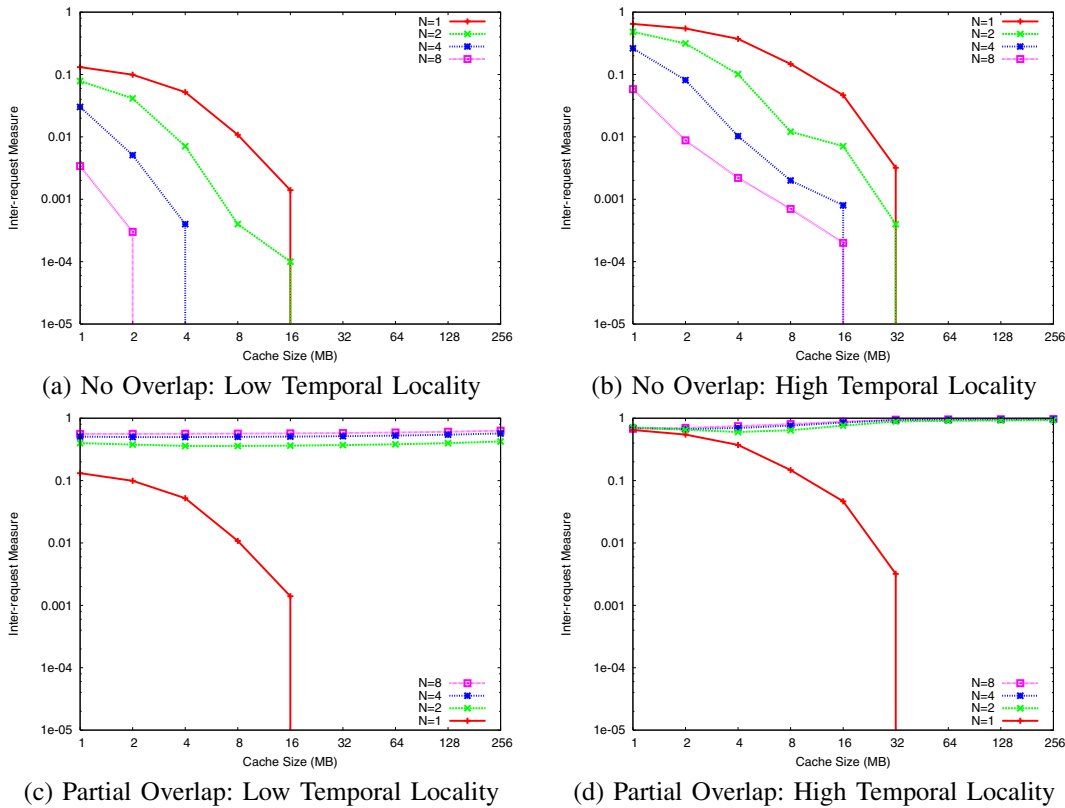 1
0.1
0.01
0.001
1e-04
1e-05
1 2 4 8 16 32 64 128 256
Inter-request Measure
Cache Size (MB)
N=1
N=2
N=4
N=8
(a) No Overlap: Low Temporal Locality
1
0.1
0.01
0.001
1e-04
1e-05
1 2 4 8 16 32 64 128 256
Inter-request Measure
Cache Size (MB)
N=1
N=2
N=4
N=8
(b) No Overlap: High Temporal Locality
1
0.1
0.01
0.001
1e-04
1e-05
1 2 4 8 16 32 64 128 256
Inter-request Measure
Cache Size (MB)
N=8
N=4
N=2
N=1
(c) Partial Overlap: Low Temporal Locality
1
0.1
0.01
0.001
1e-04
1e-05
1 2 4 8 16 32 64 128 256
Inter-request Measure
Cache Size (MB)
N=8
N=4
N=2
N=1
(d) Partial Overlap: High Temporal Locality